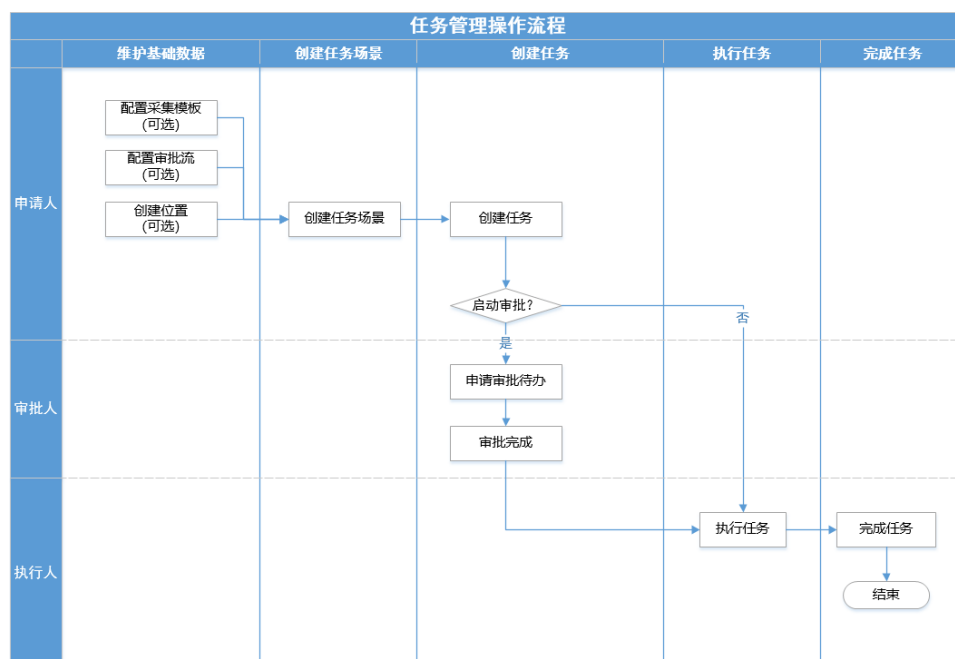 任务管理操作流程
维护基础数据
创建任务场景
创建任务
执行任务
完成任务
申请人
配置采集模板
(可选)
配置审批流
(可选)
创建位置
(可选)
创建任务场景
创建任务
启动审批？
否
是
审批人
申请审批待办
审批完成
执行人
执行任务
完成任务
结束